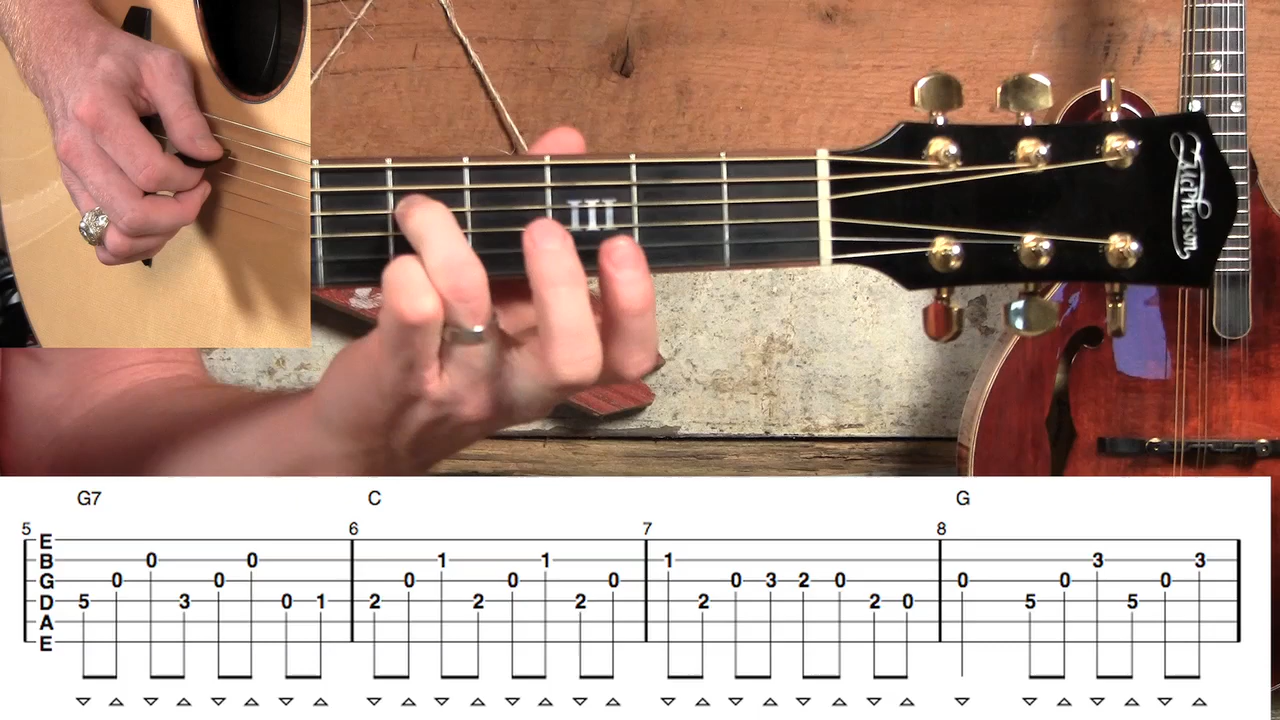 McPherson
III
G7 C G
5 6 7 8
E
B 0 0 1 1 1 3 3
G 0 0 0 0 0 0 3 2 0 0 0 0
D 5 3 0 1 2 2 2 2 2 0 5 5
A
E